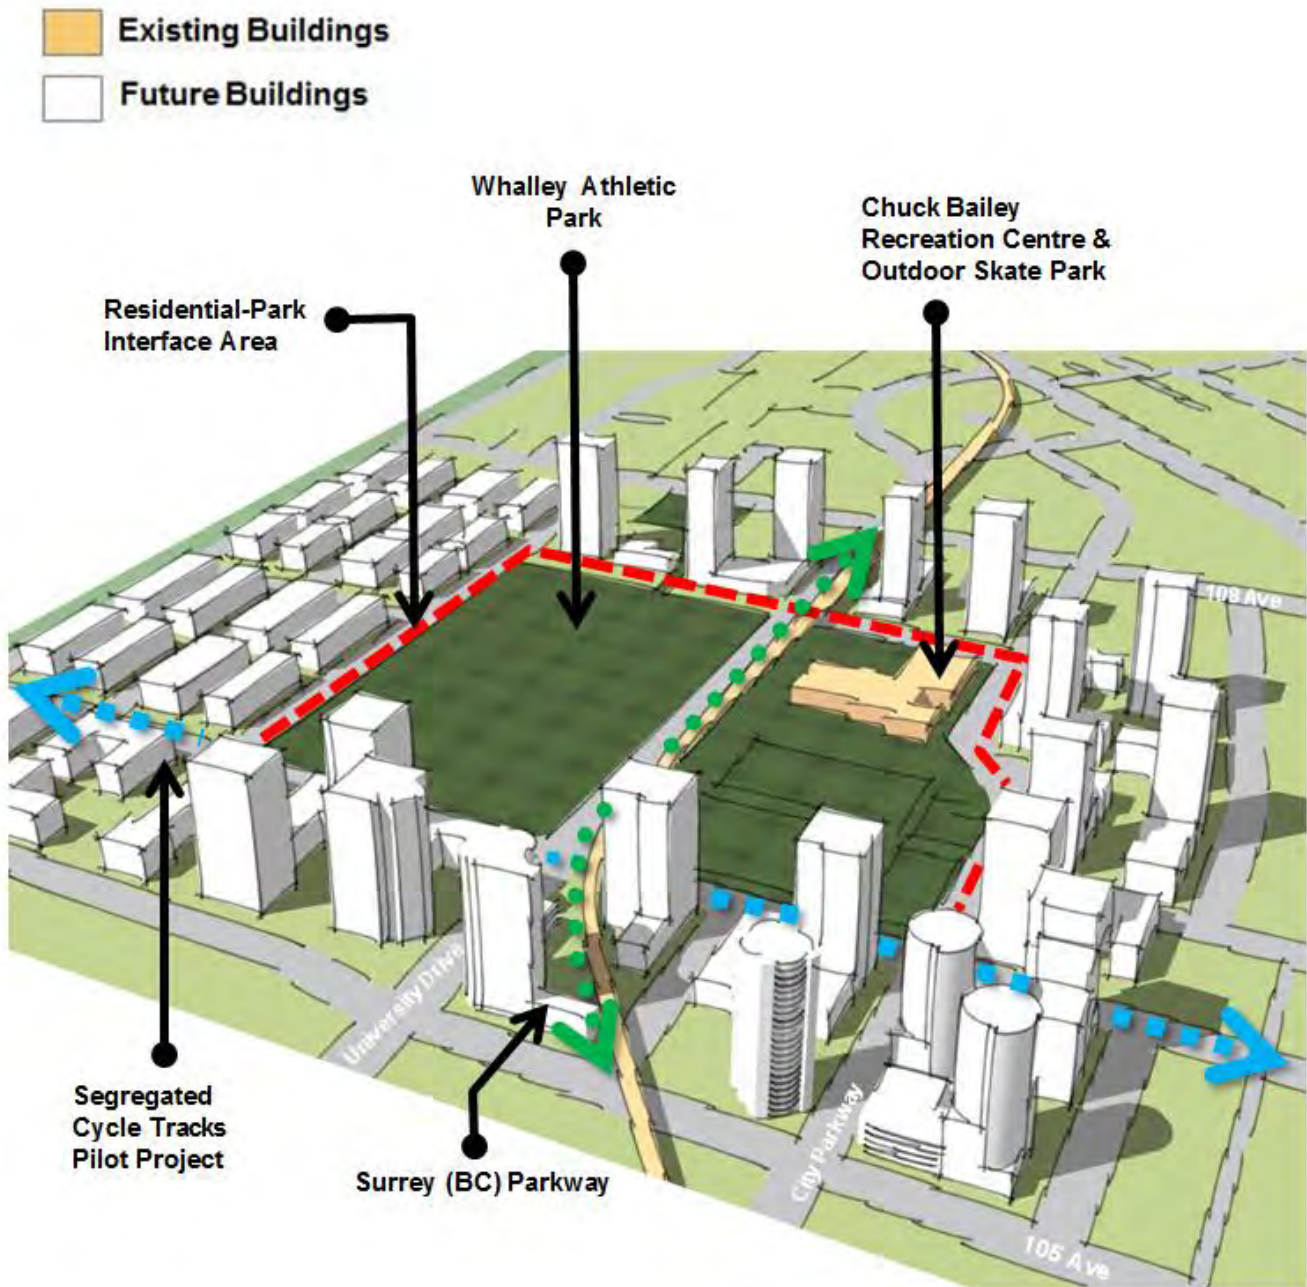 Existing Buildings
Future Buildings
Whalley Athletic
Park
Chuck Bailey
Recreation Centre &
Outdoor Skate Park
Residential-Park
Interface Area
108 Ave
University Drive
City Parkway
105 Ave
Segregated
Cycle Tracks
Pilot Project
Surrey (BC) Parkway